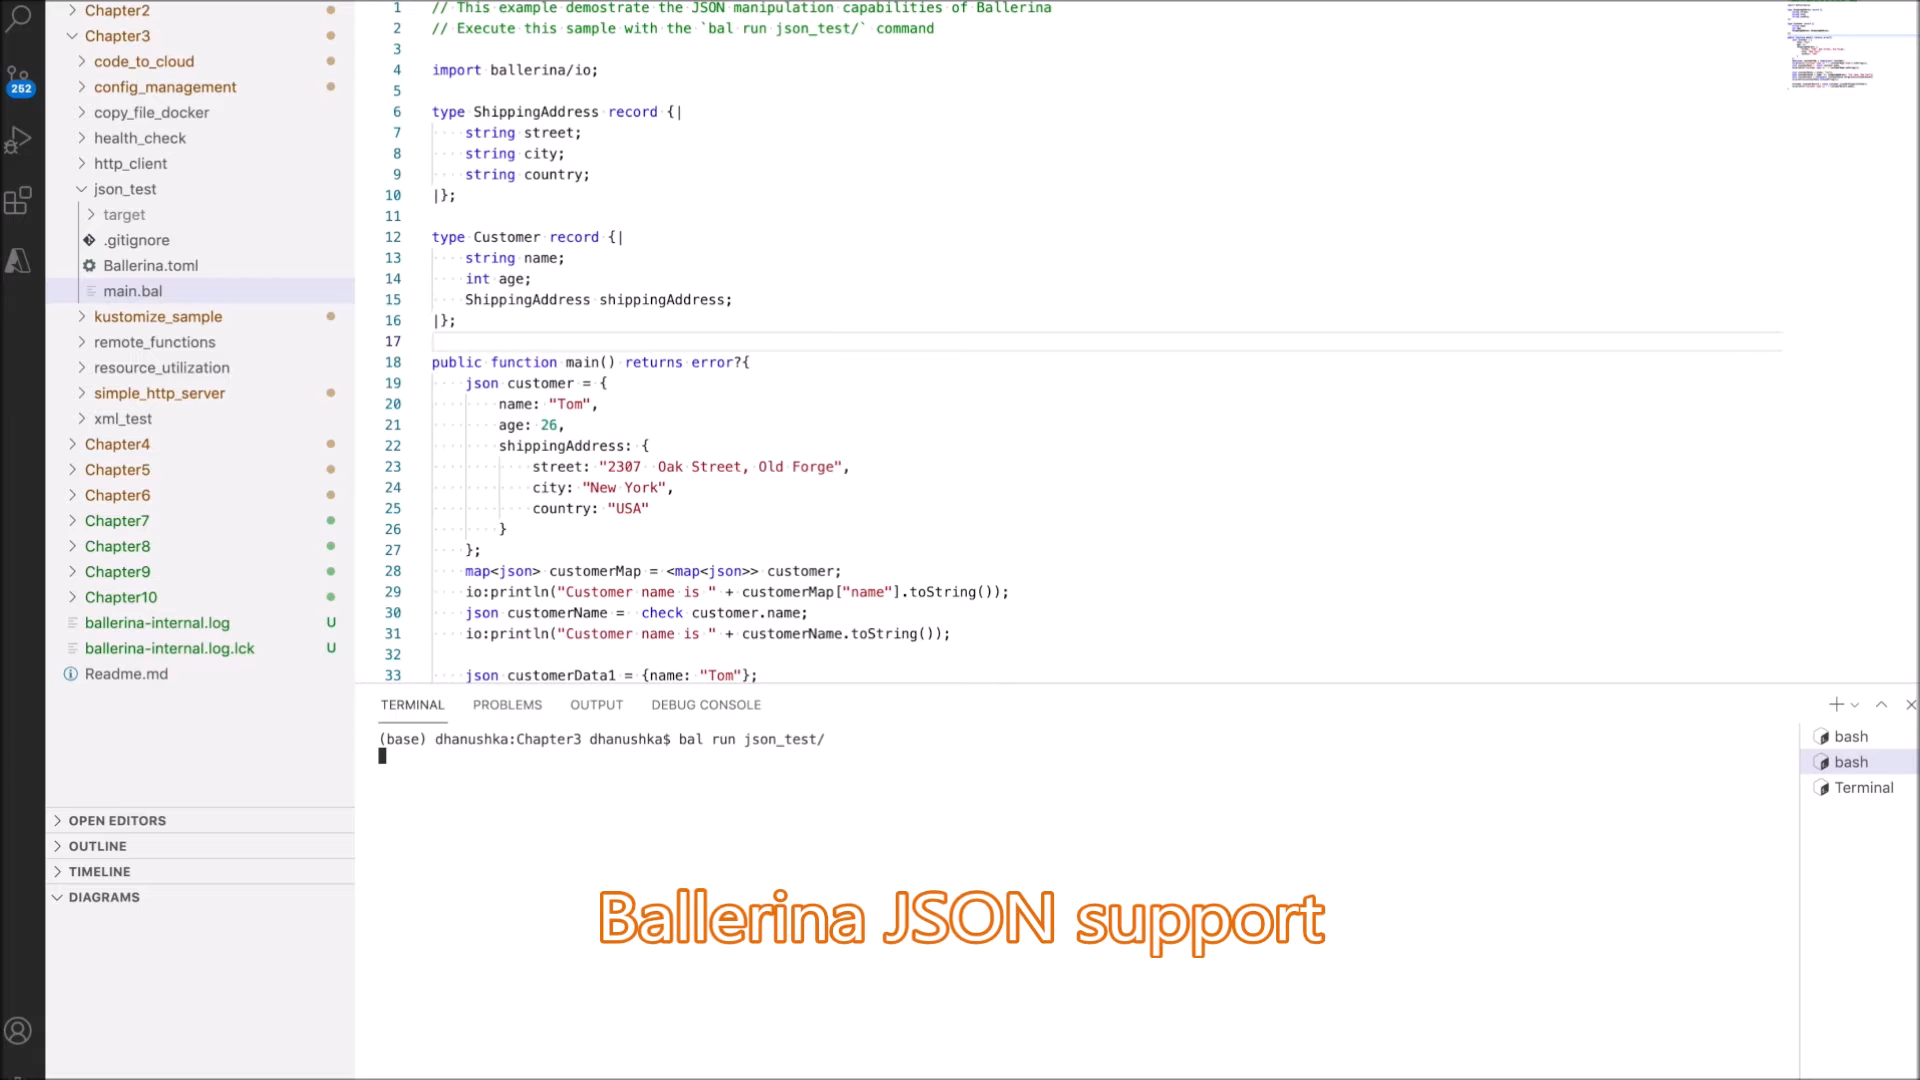 Chapter2
Chapter3
code_to_cloud
config_management
copy_file_docker
health_check
http_client
json_test
target
.gitignore
Ballerina.toml
main.bal
kustomize_sample
remote_functions
resource_utilization
simple_http_server
xml_test
Chapter4
Chapter5
Chapter6
Chapter7
Chapter8
Chapter9
Chapter10
ballerina-internal.log U
ballerina-internal.log.lck U
Readme.md
OPEN EDITORS
OUTLINE
TIMELINE
DIAGRAMS
252
1 // This example demostrate the JSON manipulation capabilities of Ballerina
2 // Execute this sample with the `bal run json_test/` command
3
4 import ballerina/io;
5
6 type ShippingAddress record {|
7 string street;
8 string city;
9 string country;
10 |};
11
12 type Customer record {|
13 string name;
14 int age;
15 ShippingAddress shippingAddress;
16 |};
17
18 public function main() returns error?{
19 json customer = {
20 name: "Tom",
21 age: 26,
22 shippingAddress: {
23 street: "2307  Oak Street, Old Forge",
24 city: "New York",
25 country: "USA"
26 }
27 };
28 map<json> customerMap = <map<json>> customer;
29 io:println("Customer name is " + customerMap["name"].toString());
30 json customerName =  check customer.name;
31 io:println("Customer name is " + customerName.toString());
32
33 json customerData1 = {name: "Tom"};
TERMINAL PROBLEMS OUTPUT DEBUG CONSOLE
(base) dhanushka:Chapter3 dhanushka$ bal run json_test/
bash
bash
Terminal
Ballerina JSON support